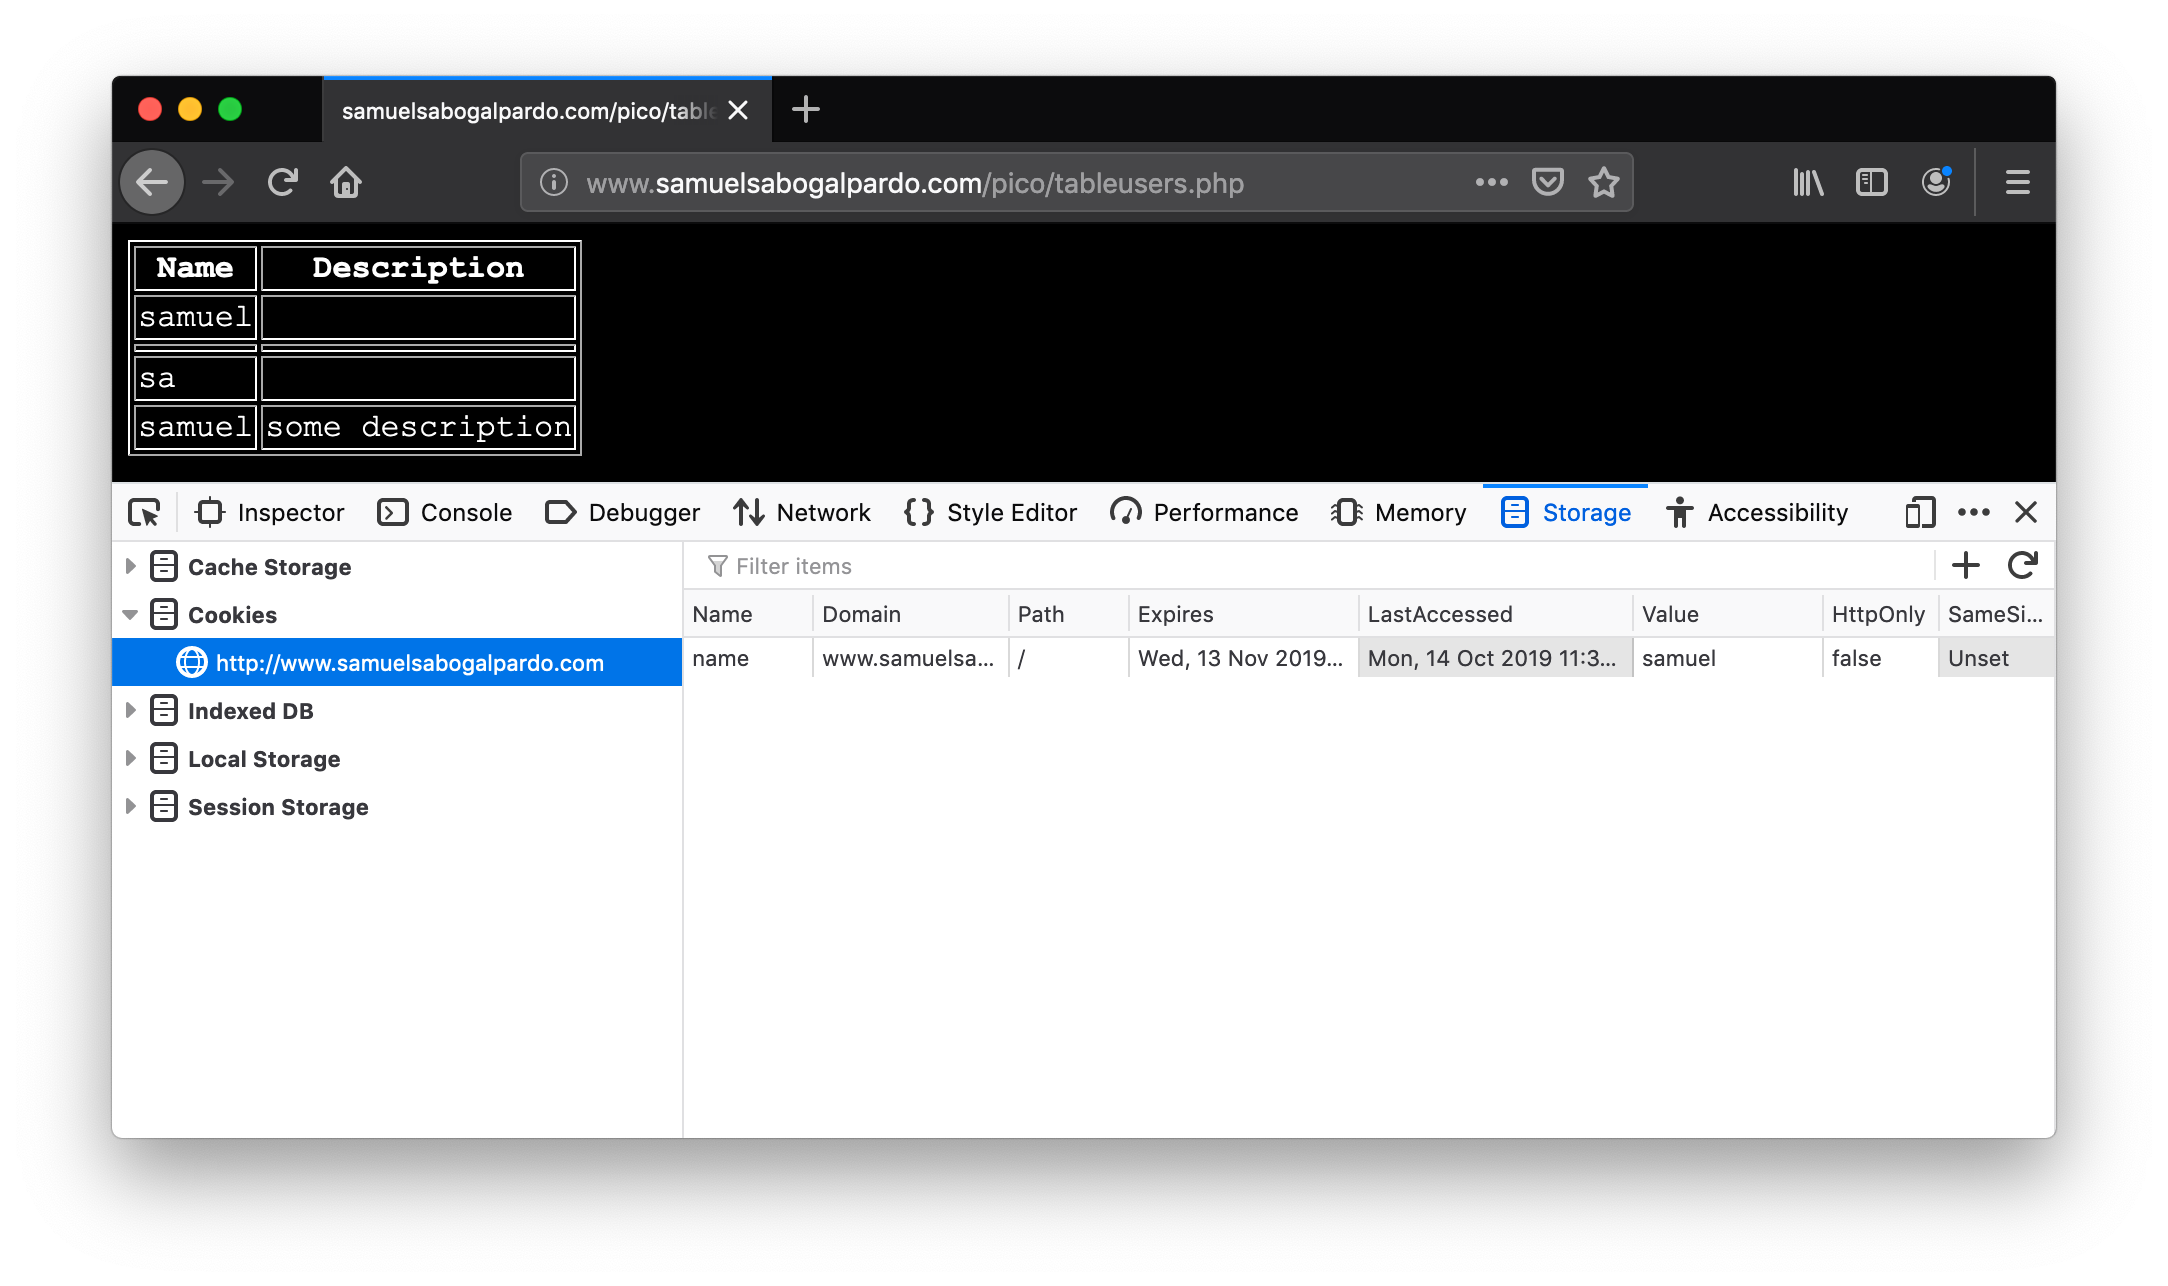 samuelsabogalpardo.com/pico/table
www.samuelsabogalpardo.com/pico/tableusers.php
Name Description
samuel
sa
samuel some description
Inspector Console Debugger Network Style Editor Performance Memory Storage Accessibility
Cache Storage
Cookies
http://www.samuelsabogalpardo.com
Indexed DB
Local Storage
Session Storage
Filter items
Name Domain Path Expires LastAccessed Value HttpOnly SameSi...
name www.samuelsa... / Wed, 13 Nov 2019... Mon, 14 Oct 2019 11:3... samuel false Unset